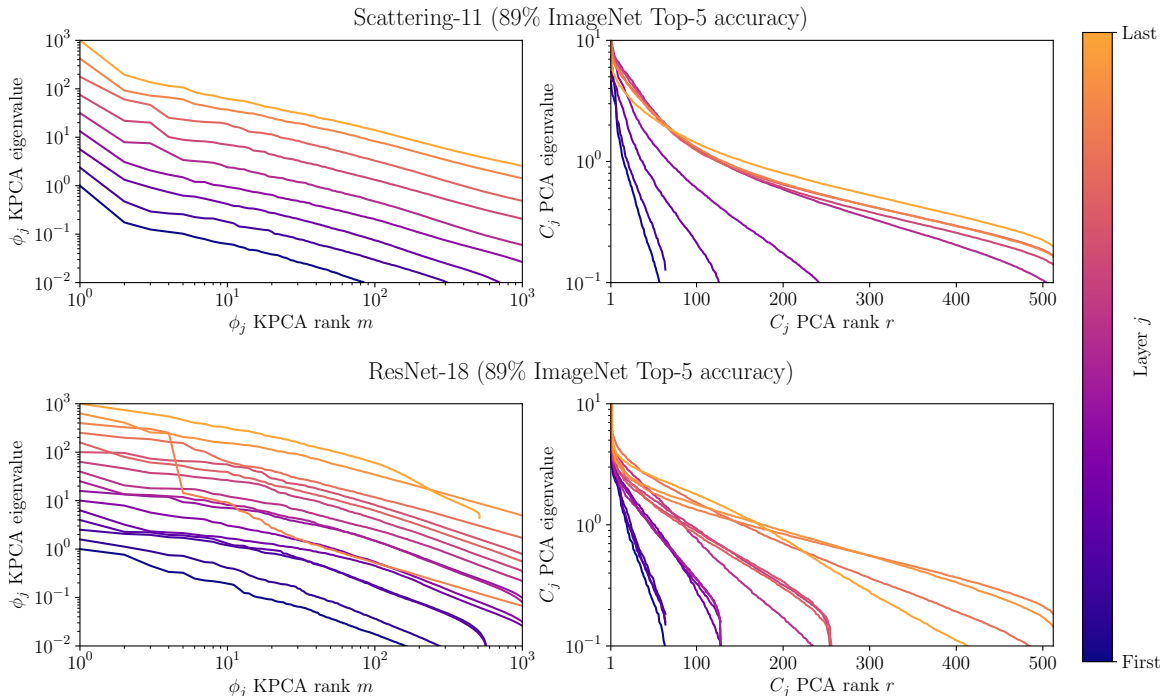 Scattering-11 (89% ImageNet Top-5 accuracy)
ϕ_j KPCA eigenvalue
10^3
10^2
10^1
10^0
10^−1
10^−2
10^0 10^1 10^2 10^3
ϕ_j KPCA rank m
C_j PCA eigenvalue
10^1
10^0
10^−1
1 100 200 300 400 500
C_j PCA rank r
ResNet-18 (89% ImageNet Top-5 accuracy)
ϕ_j KPCA eigenvalue
10^3
10^2
10^1
10^0
10^−1
10^−2
10^0 10^1 10^2 10^3
ϕ_j KPCA rank m
C_j PCA eigenvalue
10^1
10^0
10^−1
1 100 200 300 400 500
C_j PCA rank r
Last
Layer j
First